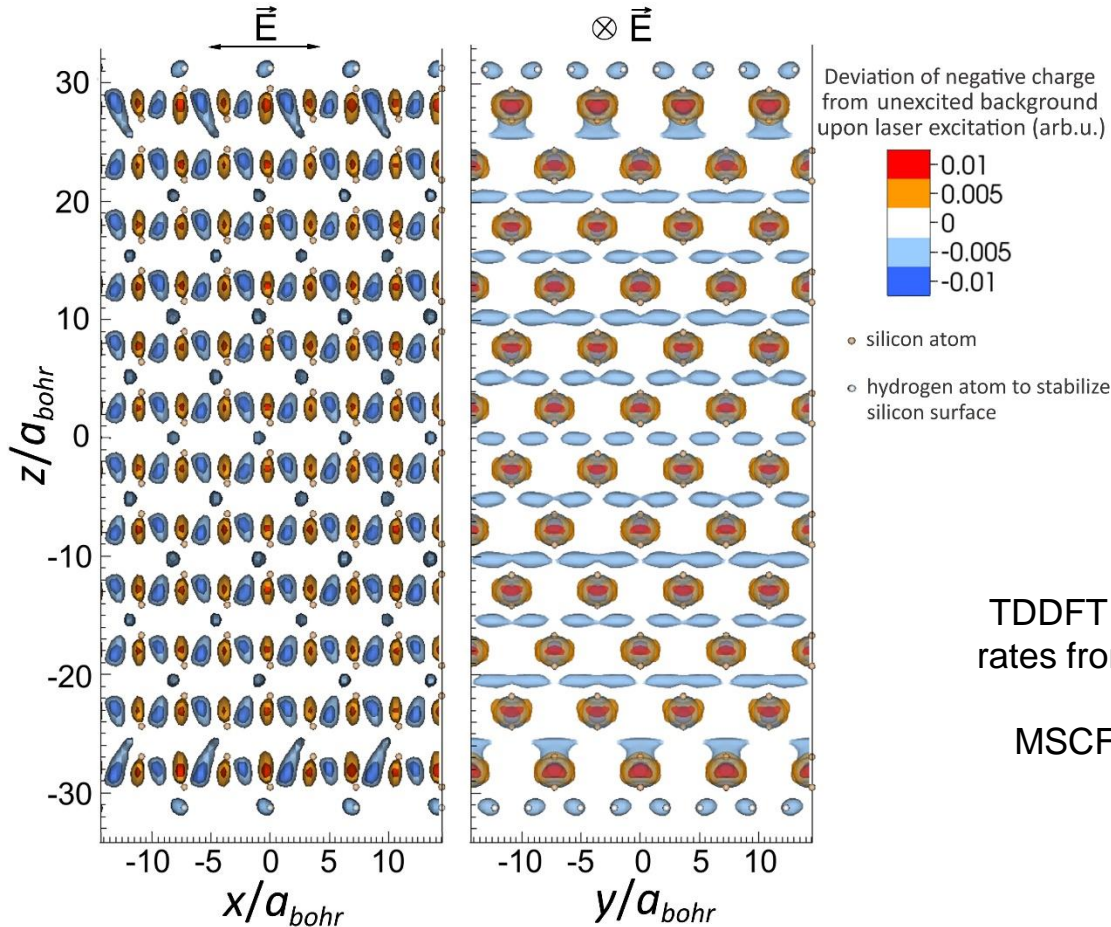 E
⊗ E
30
20
10
0
-10
-20
-30
z/a_bohr
-10
-5
0
5
10
x/a_bohr
-10
-5
0
5
10
y/a_bohr
Deviation of negative charge
from unexcited background
upon laser excitation (arb.u.)
0.01
0.005
0
-0.005
-0.01
silicon atom
hydrogen atom to stabilize
silicon surface
TDDFT
rates fro
MSCF